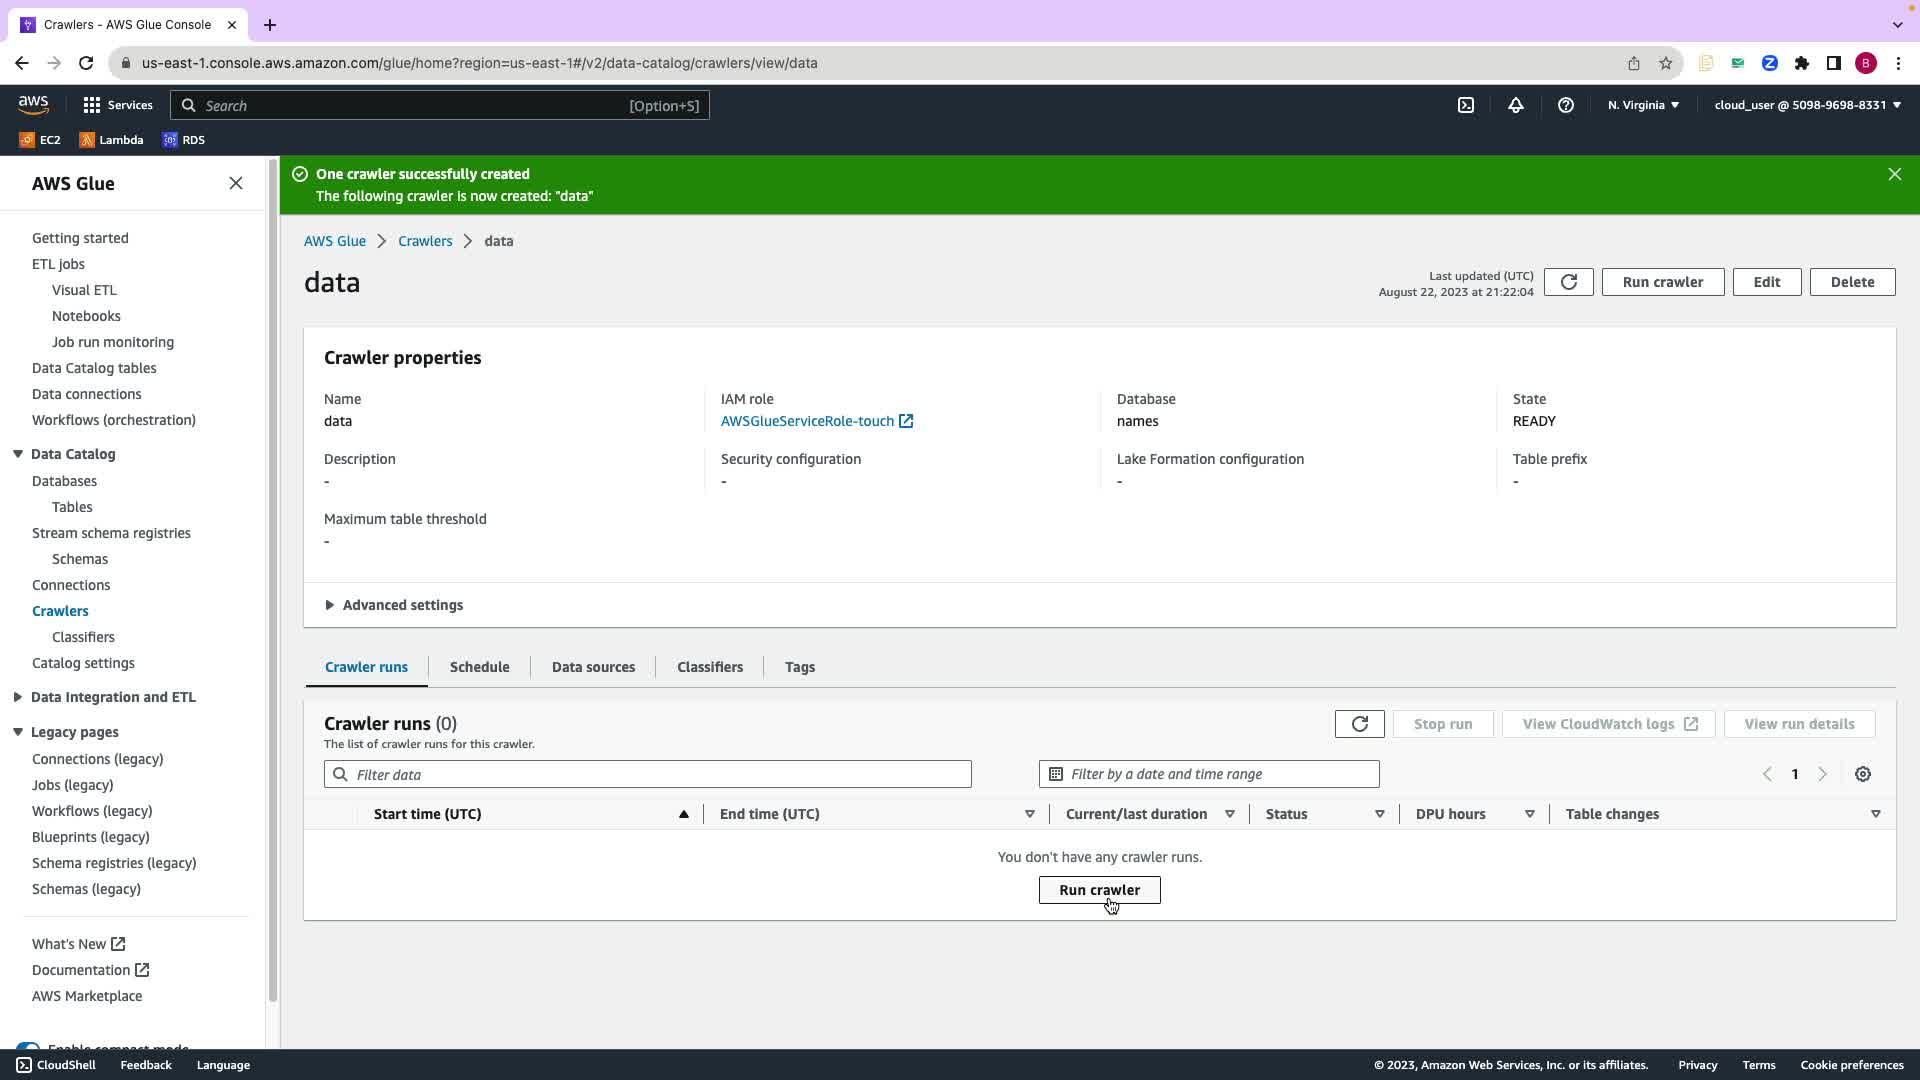 Crawlers - AWS Glue Console
us-east-1.console.aws.amazon.com/glue/home?region=us-east-1#/v2/data-catalog/crawlers/view/data
B
aws
Services
Search
[Option+S]
N. Virginia
cloud_user @ 5098-9698-8331
EC2
Lambda
RDS
AWS Glue
Getting started
ETL jobs
Visual ETL
Notebooks
Job run monitoring
Data Catalog tables
Data connections
Workflows (orchestration)
Data Catalog
Databases
Tables
Stream schema registries
Schemas
Connections
Crawlers
Classifiers
Catalog settings
Data Integration and ETL
Legacy pages
Connections (legacy)
Jobs (legacy)
Workflows (legacy)
Blueprints (legacy)
Schema registries (legacy)
Schemas (legacy)
What's New
Documentation
AWS Marketplace
Enable compact mode
One crawler successfully created
The following crawler is now created: "data"
AWS Glue
Crawlers
data
data
Last updated (UTC)
August 22, 2023 at 21:22:04
Run crawler
Edit
Delete
Crawler properties
Name
data
IAM role
AWSGlueServiceRole-touch
Database
names
State
READY
Description
-
Security configuration
-
Lake Formation configuration
-
Table prefix
-
Maximum table threshold
-
Advanced settings
Crawler runs
Schedule
Data sources
Classifiers
Tags
Crawler runs (0)
The list of crawler runs for this crawler.
Stop run
View CloudWatch logs
View run details
Filter data
Filter by a date and time range
1
Start time (UTC)
End time (UTC)
Current/last duration
Status
DPU hours
Table changes
You don't have any crawler runs.
Run crawler
CloudShell
Feedback
Language
© 2023, Amazon Web Services, Inc. or its affiliates.
Privacy
Terms
Cookie preferences